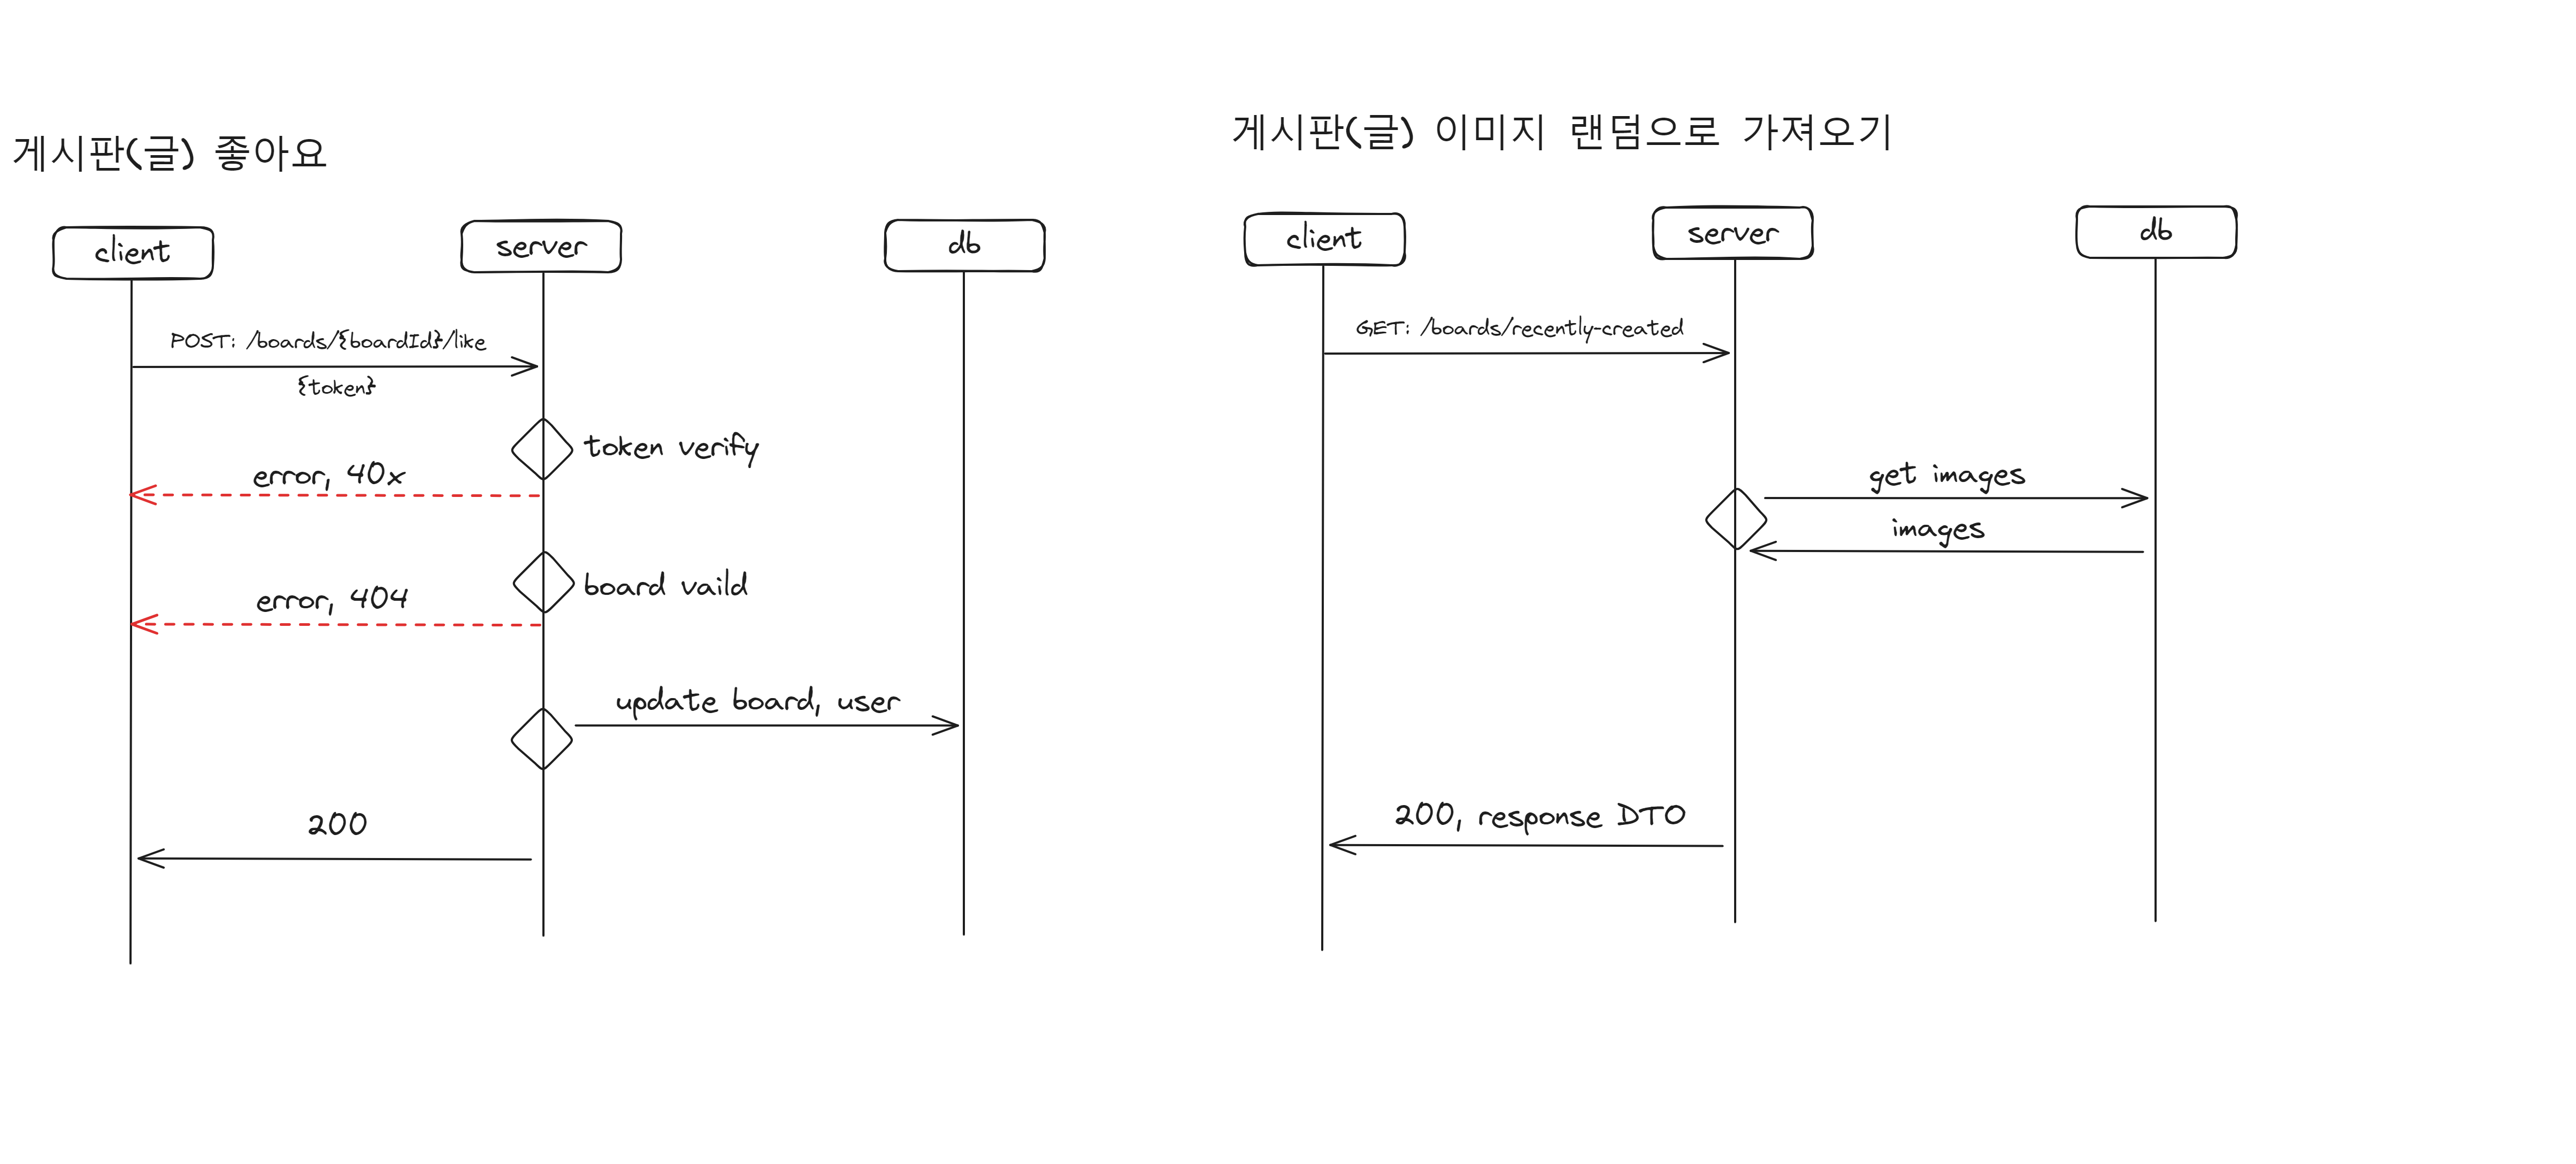 게시판(글) 좋아요
client
server
db
POST: /boards/{boardId}/like
{token}
token verify
error, 40x
board vaild
error, 404
update board, user
200
게시판(글) 이미지 랜덤으로 가져오기
client
server
db
GET: /boards/recently-created
get images
images
200, response DTO